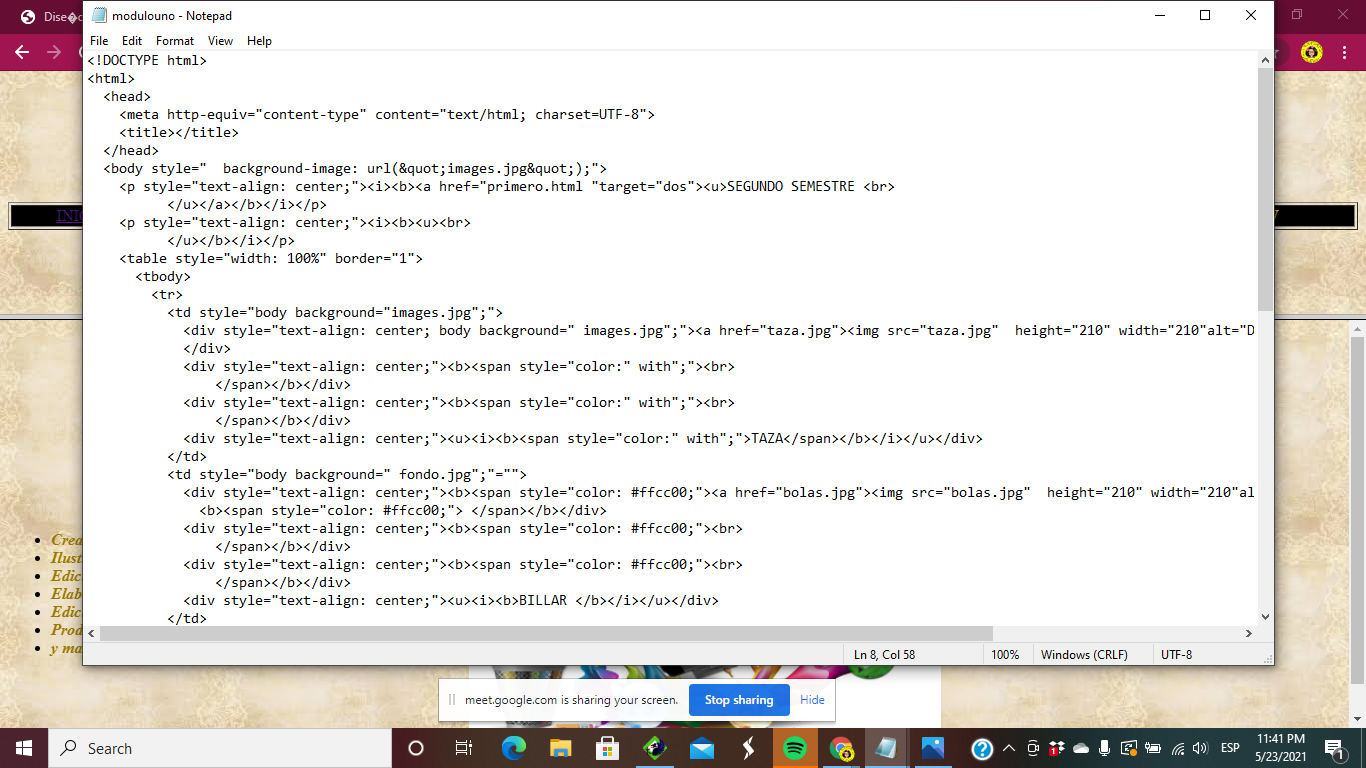 modulouno - Notepad
File Edit Format View Help
<!DOCTYPE html>
<html>
<head>
<meta http-equiv="content-type" content="text/html; charset=UTF-8">
<title></title>
</head>
<body style="  background-image: url(&quot;images.jpg&quot;);">
<p style="text-align: center;"><i><b><a href="primero.html "target="dos"><u>SEGUNDO SEMESTRE <br>
</u></a></b></i></p>
<p style="text-align: center;"><i><b><u><br>
</u></b></i></p>
<table style="width: 100%" border="1">
<tbody>
<tr>
<td style="body background="images.jpg";">
<div style="text-align: center; body background=" images.jpg";"><a href="taza.jpg"><img src="taza.jpg"  height="210" width="210"alt="D
</div>
<div style="text-align: center;"><b><span style="color:" with";"><br>
</span></b></div>
<div style="text-align: center;"><b><span style="color:" with";"><br>
</span></b></div>
<div style="text-align: center;"><u><i><b><span style="color:" with";">TAZA</span></b></i></u></div>
</td>
<td style="body background=" fondo.jpg";"="">
<div style="text-align: center;"><b><span style="color: #ffcc00;"><a href="bolas.jpg"><img src="bolas.jpg"  height="210" width="210"al
<b><span style="color: #ffcc00;"> </span></b></div>
<div style="text-align: center;"><b><span style="color: #ffcc00;"><br>
</span></b></div>
<div style="text-align: center;"><b><span style="color: #ffcc00;"><br>
</span></b></div>
<div style="text-align: center;"><u><i><b>BILLAR </b></i></u></div>
</td>
Ln 8, Col 58 100% Windows (CRLF) UTF-8
Crea
Ilust
Edic
Elab
Edic
Prod
y ma
meet.google.com is sharing your screen. Stop sharing Hide
Search
ESP
11:41 PM
5/23/2021
1